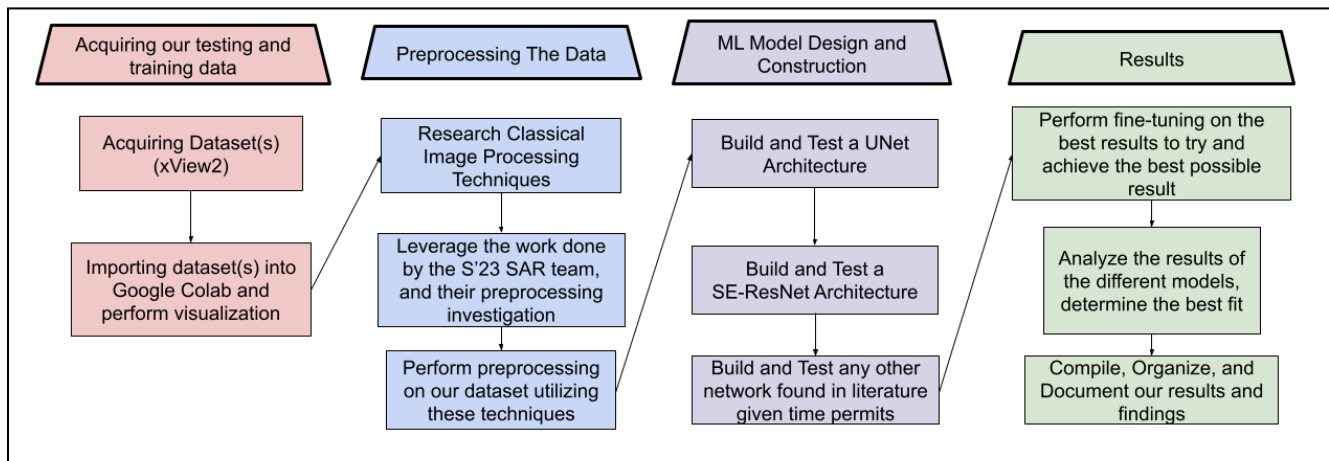 Acquiring our testing and
training data
Acquiring Dataset(s)
(xView2)
Importing dataset(s) into
Google Colab and
perform visualization
Preprocessing The Data
Research Classical
Image Processing
Techniques
Leverage the work done
by the S'23 SAR team,
and their preprocessing
investigation
Perform preprocessing
on our dataset utilizing
these techniques
ML Model Design and
Construction
Build and Test a UNet
Architecture
Build and Test a
SE-ResNet Architecture
Build and Test any other
network found in literature
given time permits
Results
Perform fine-tuning on the
best results to try and
achieve the best possible
result
Analyze the results of
the different models,
determine the best fit
Compile, Organize, and
Document our results and
findings